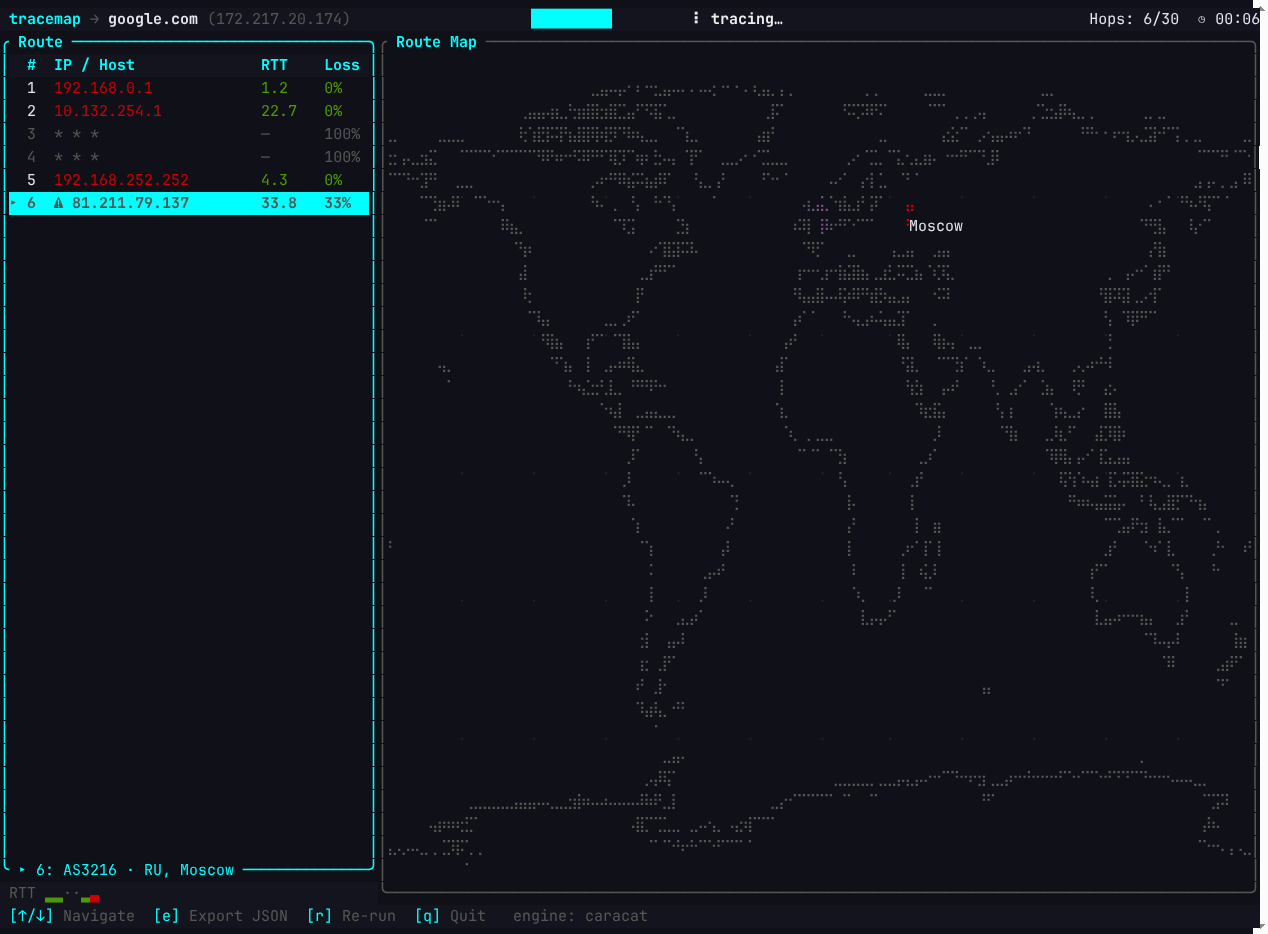 tracemap → google.com (172.217.20.174) ⠇ tracing… Hops: 6/30 ◷ 00:06
Route
# IP / Host RTT Loss
1 192.168.0.1 1.2 0%
2 10.132.254.1 22.7 0%
3 * * * — 100%
4 * * * — 100%
5 192.168.252.252 4.3 0%
▸ 6 ⚠ 81.211.79.137 33.8 33%
▸ 6: AS3216 · RU, Moscow
RTT
Route Map
Moscow
[↑/↓] Navigate [e] Export JSON [r] Re-run [q] Quit engine: caracat